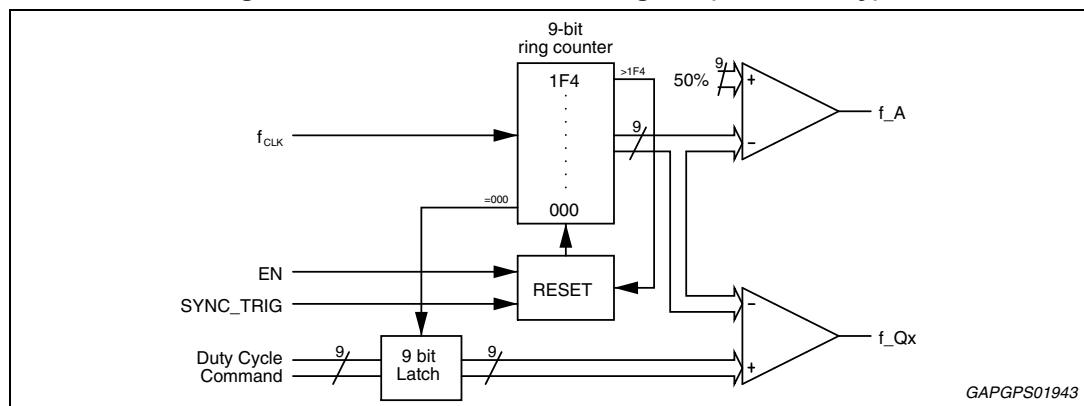 9-bit
ring counter
1F4
>1F4
9
50%
+
f_A
fCLK
9
−
=000
000
EN
RESET
SYNC_TRIG
−
f_Qx
Duty Cycle
Command
9
9 bit
Latch
9
+
GAPGPS01943